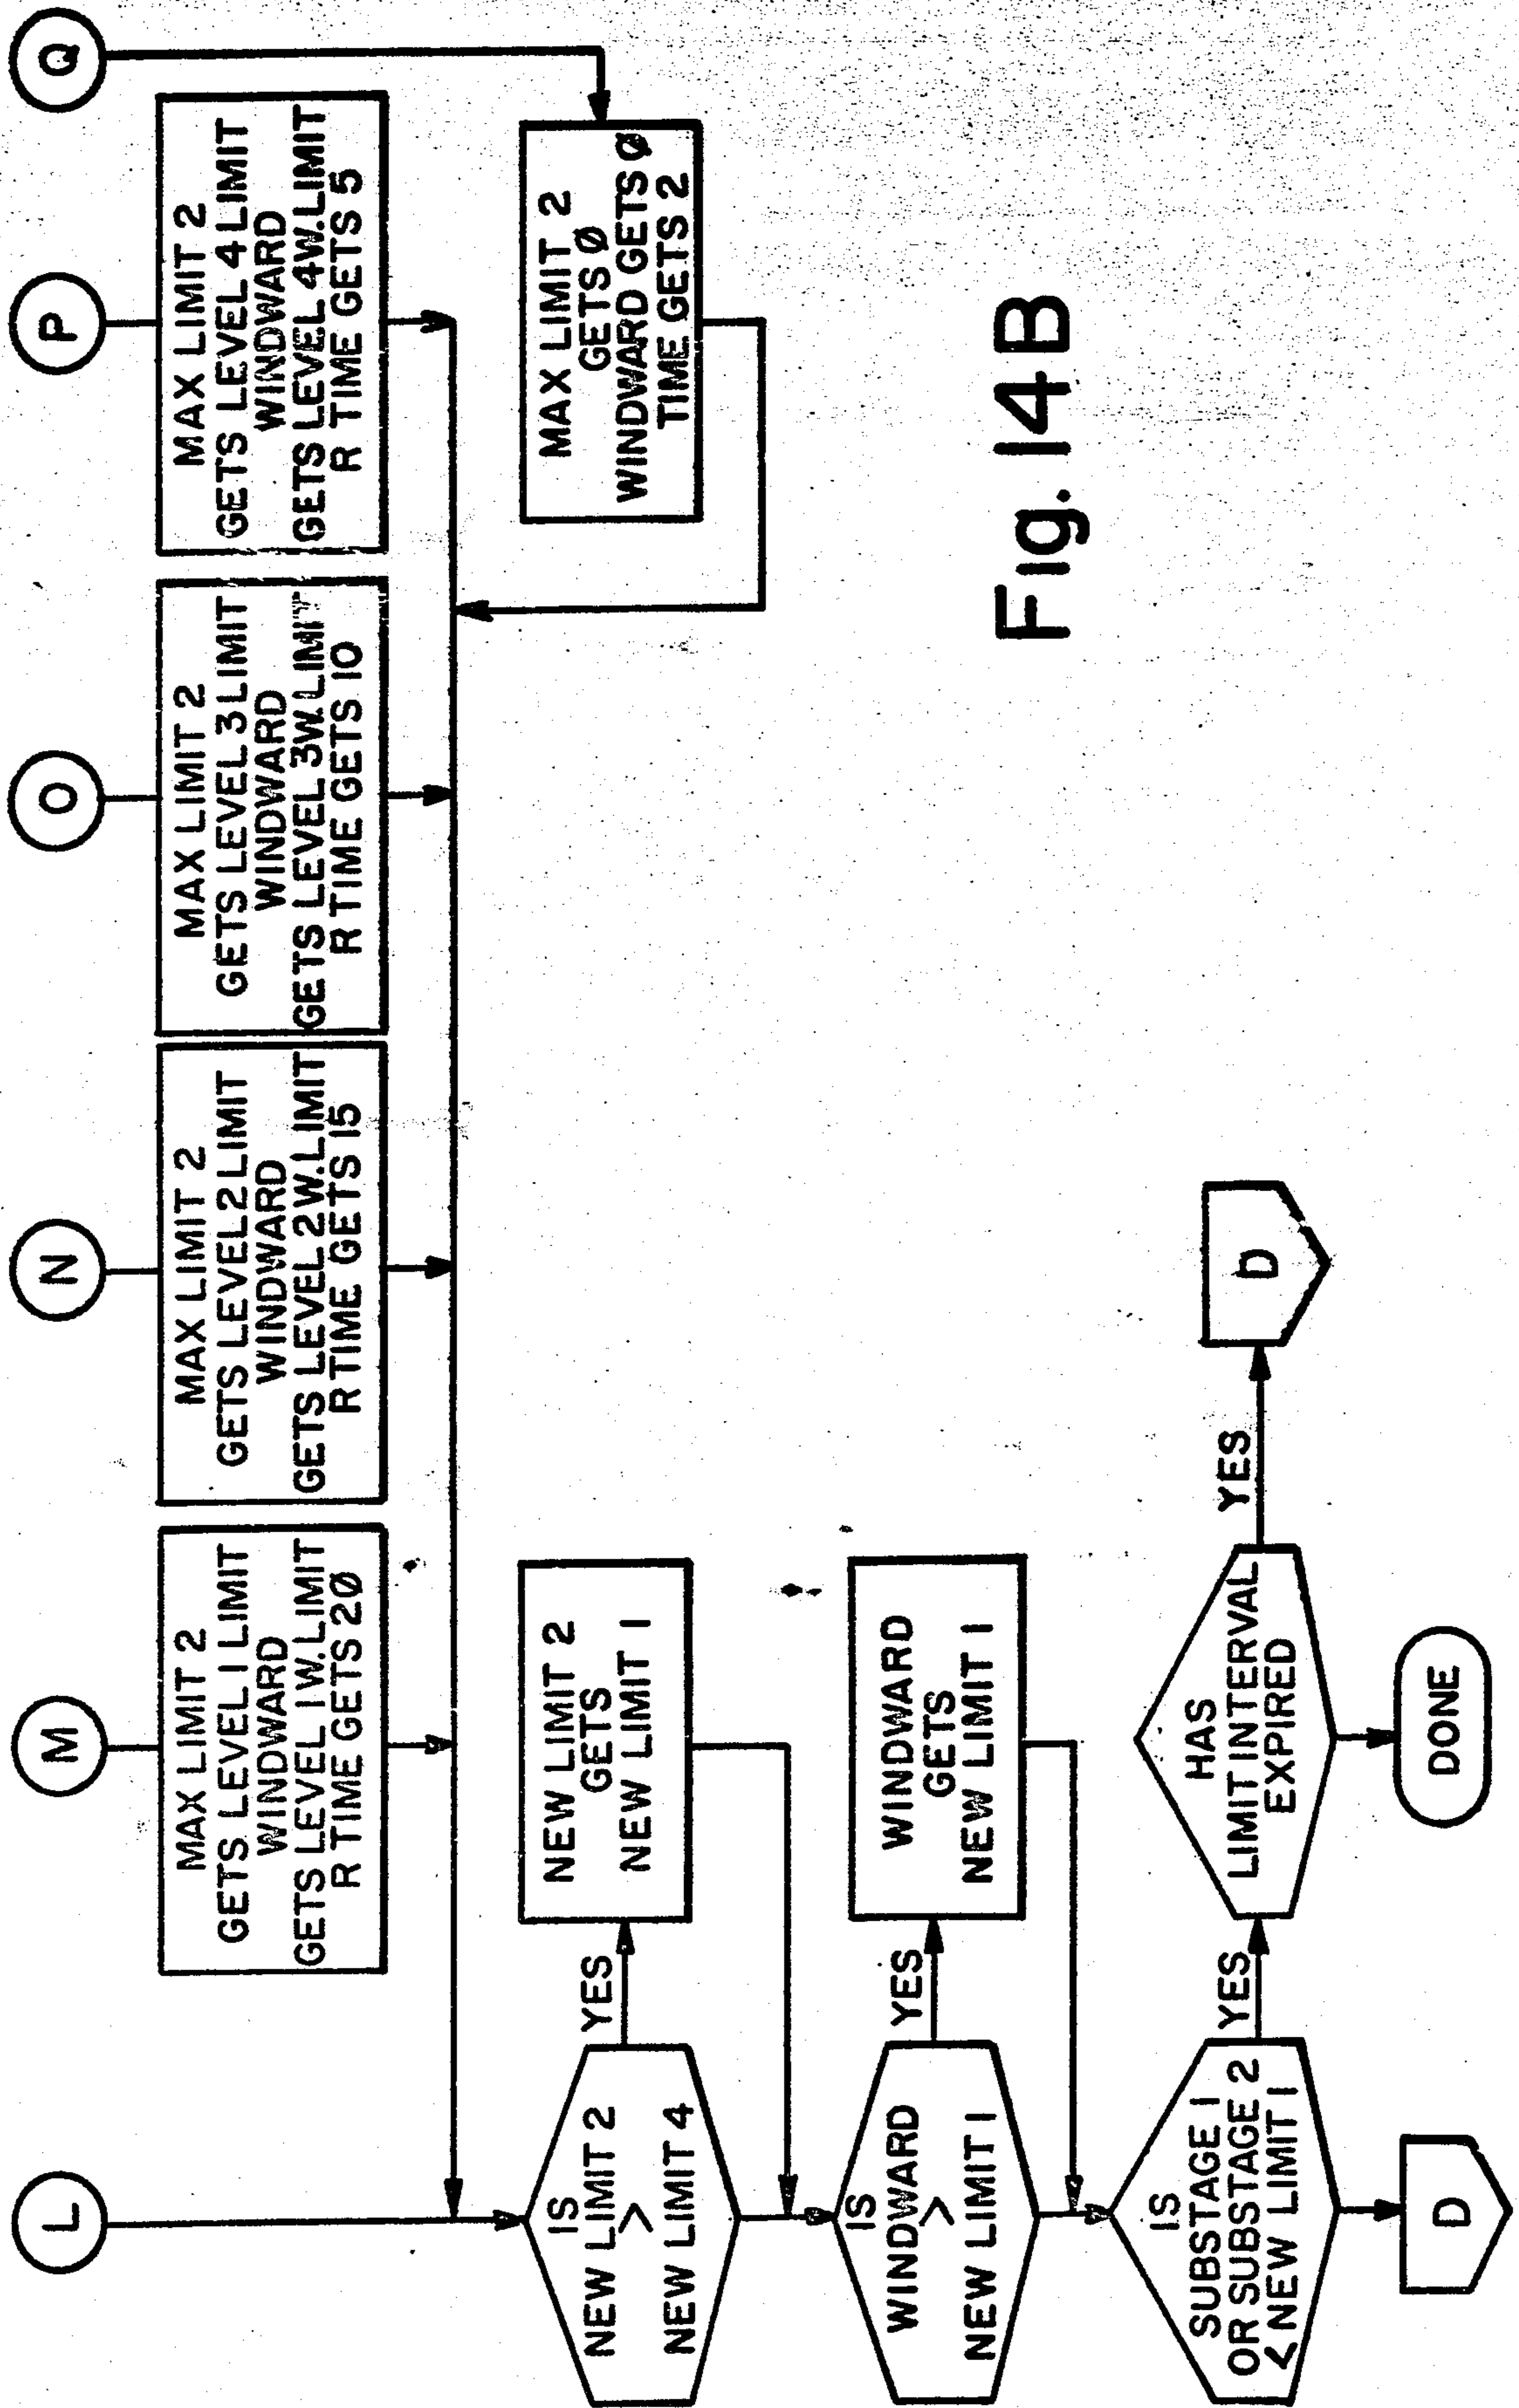 L
M
N
O
P
Q
MAX LIMIT 2
GETS LEVEL 1 LIMIT
WINDWARD
GETS LEVEL 1W. LIMIT
R TIME GETS 2Ø
MAX LIMIT 2
GETS LEVEL 2 LIMIT
WINDWARD
GETS LEVEL 2W. LIMIT
R TIME GETS 15
MAX LIMIT 2
GETS LEVEL 3 LIMIT
WINDWARD
GETS LEVEL 3W. LIMIT
R TIME GETS 10
MAX LIMIT 2
GETS LEVEL 4 LIMIT
WINDWARD
GETS LEVEL 4W. LIMIT
R TIME GETS 5
MAX LIMIT 2
GETS Ø
WINDWARD GETS Ø
TIME GETS 2
IS
NEW LIMIT 2
>
NEW LIMIT 4
YES
NEW LIMIT 2
GETS
NEW LIMIT 1
IS
WINDWARD
>
NEW LIMIT 1
YES
WINDWARD
GETS
NEW LIMIT 1
IS
SUBSTAGE 1
OR SUBSTAGE 2
< NEW LIMIT 1
YES
HAS
LIMIT INTERVAL
EXPIRED
YES
D
D
DONE
Fig. 14B